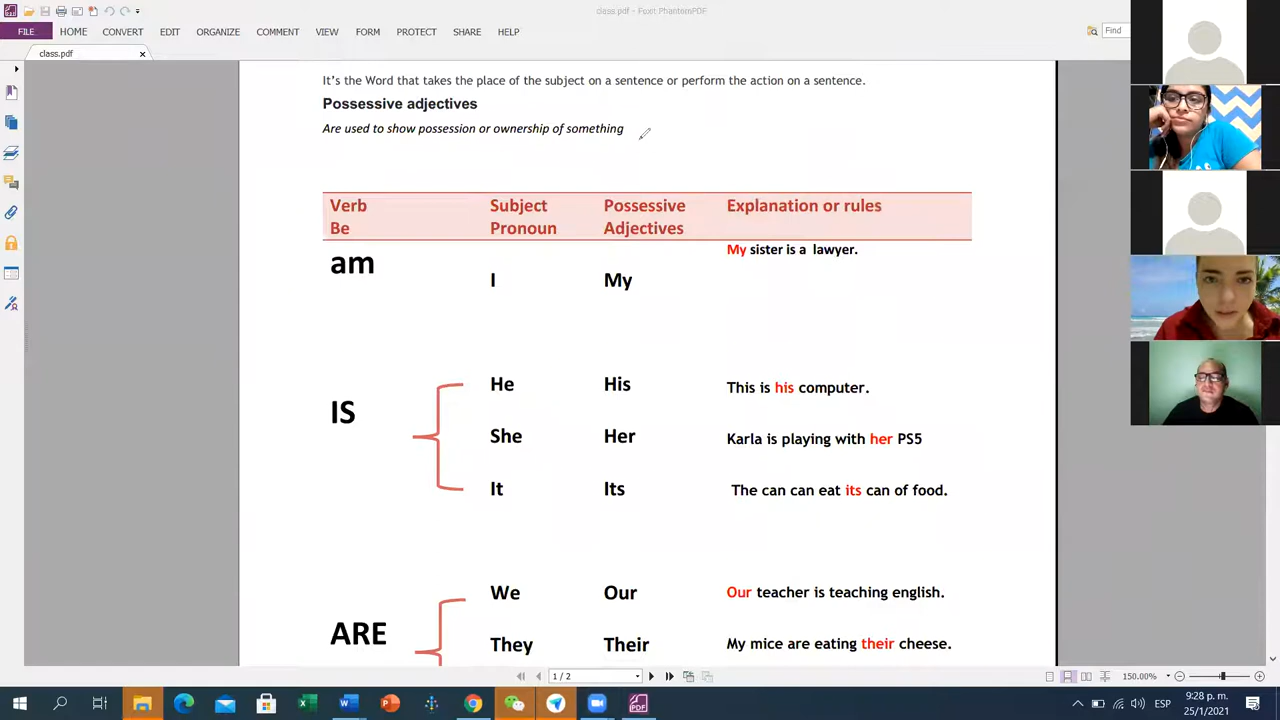 class.pdf - Foxit PhantomPDF
FILE HOME CONVERT EDIT ORGANIZE COMMENT VIEW FORM PROTECT SHARE HELP
Find
class.pdf
It's the Word that takes the place of the subject on a sentence or perform the action on a sentence.
Possessive adjectives
Are used to show possession or ownership of something
Verb Subject Possessive Explanation or rules
Be Pronoun Adjectives
My sister is a lawyer.
am
I My
He His This is his computer.
IS
She Her Karla is playing with her PS5
It Its The can can eat its can of food.
We Our Our teacher is teaching english.
ARE
They Their My mice are eating their cheese.
1 / 2
150.00%
ESP
9:28 p. m.
25/1/2021